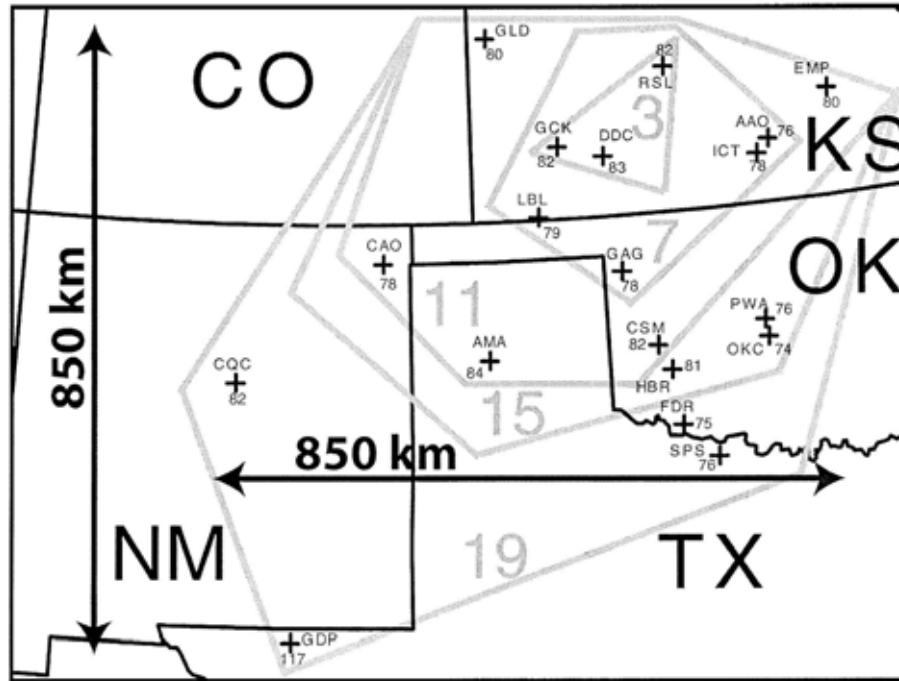 GLD
80
CO
82
RSL
EMP
80
3
AAO
76
GCK
82
DDC
83
ICT
78
KS
LBL
79
7
CAO
78
GAG
78
OK
11
PWA
76
CSM
82
OKC
74
AMA
84
81
HBR
CQC
82
850 km
15
FDR
75
850 km
SPS
76
NM
19
TX
GDP
117